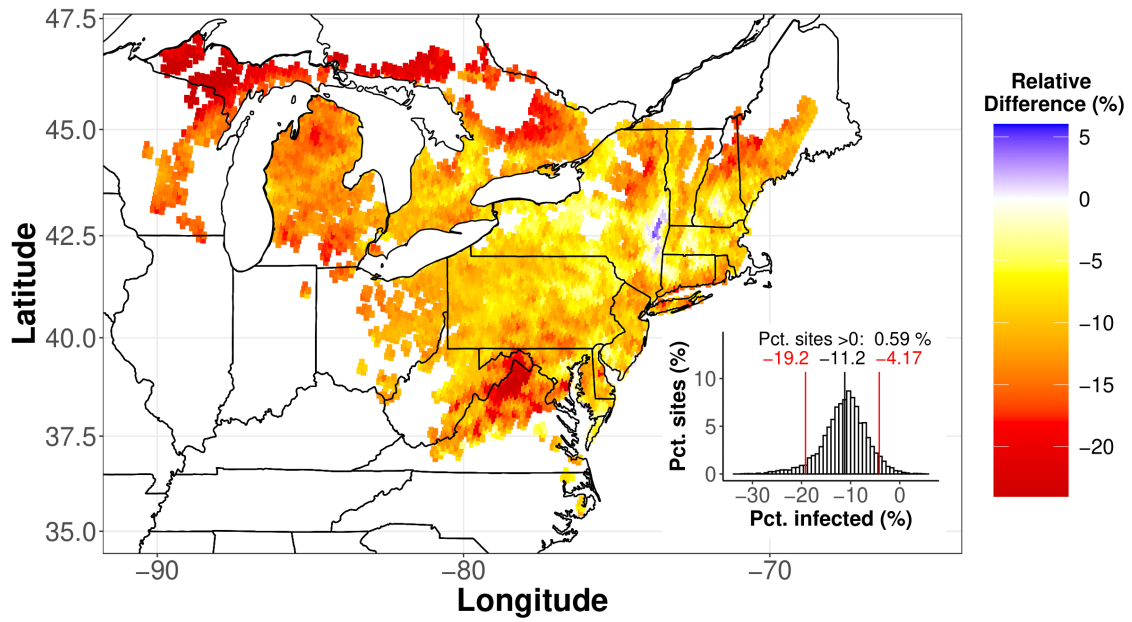 47.5
45.0
42.5
40.0
37.5
35.0
Latitude
−90
−80
−70
Longitude
Relative
Difference (%)
5
0
−5
−10
−15
−20
Pct. sites >0: 0.59 %
−19.2 −11.2 −4.17
10
5
0
Pct. sites (%)
−30 −20 −10 0
Pct. infected (%)